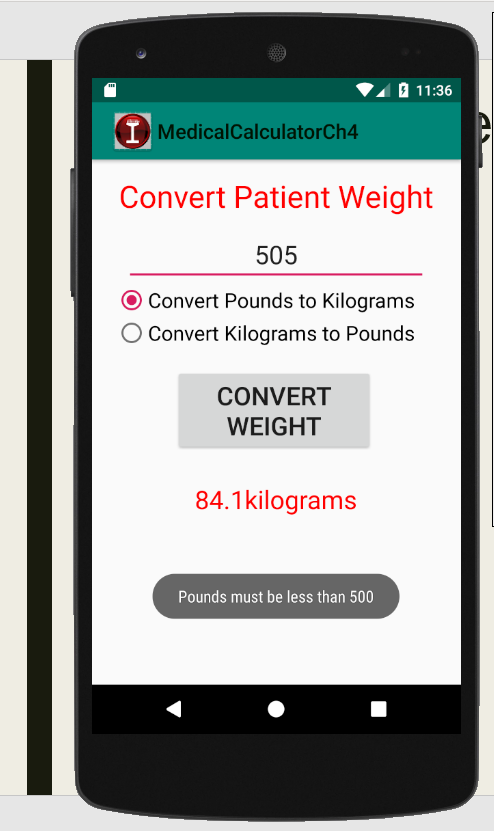 11:36
MedicalCalculatorCh4
e
Convert Patient Weight
505
Convert Pounds to Kilograms
Convert Kilograms to Pounds
CONVERT
WEIGHT
84.1kilograms
Pounds must be less than 500